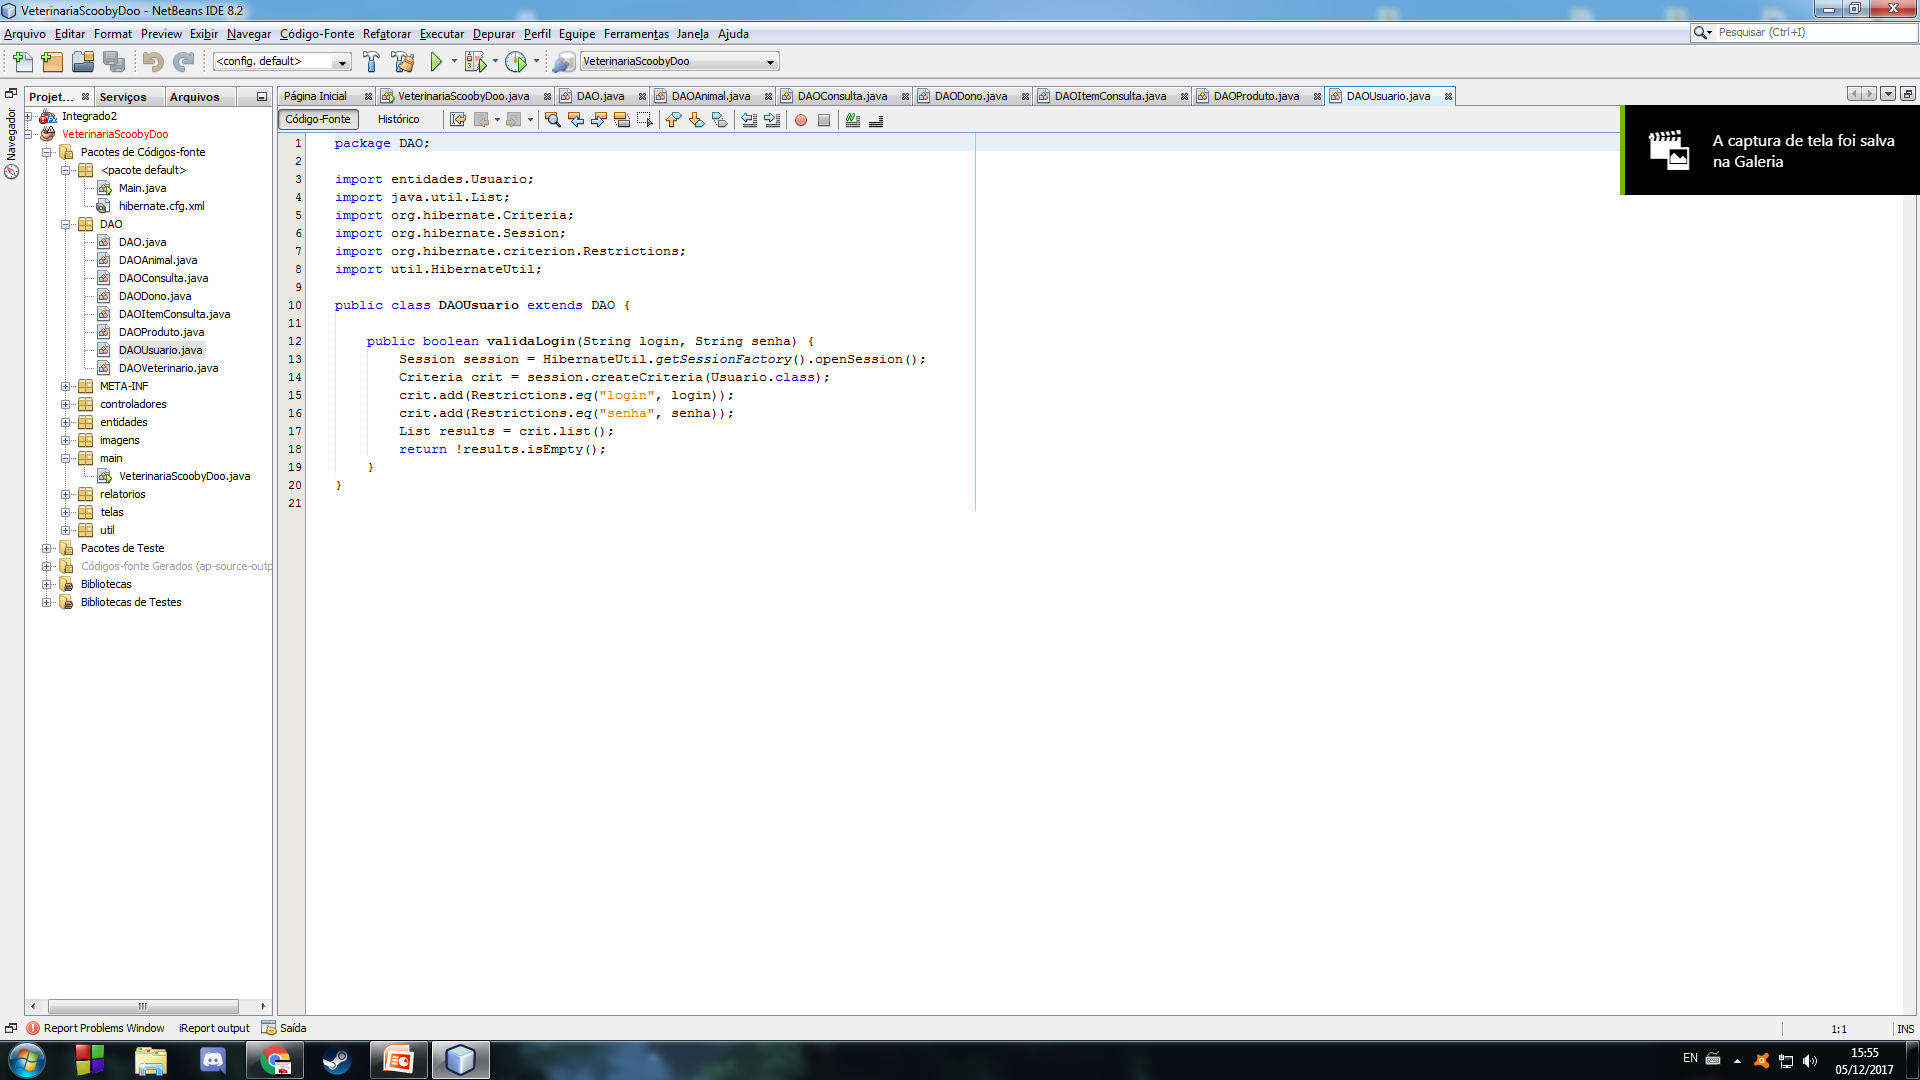 VeterinariaScoobyDoo - NetBeans IDE 8.2
Arquivo Editar Format Preview Exibir Navegar Código-Fonte Refatorar Executar Depurar Perfil Equipe Ferramentas Janela Ajuda
Pesquisar (Ctrl+I)
<config. default>
VeterinariaScoobyDoo
Projet... Serviços Arquivos
Página Inicial VeterinariaScoobyDoo.java DAO.java DAOAnimal.java DAOConsulta.java DAODono.java DAOItemConsulta.java DAOProduto.java DAOUsuario.java
Código-Fonte Histórico
Navegador
A captura de tela foi salva
na Galeria
Integrado2
VeterinariaScoobyDoo
Pacotes de Códigos-fonte
<pacote default>
Main.java
hibernate.cfg.xml
DAO
DAO.java
DAOAnimal.java
DAOConsulta.java
DAODono.java
DAOItemConsulta.java
DAOProduto.java
DAOUsuario.java
DAOVeterinario.java
META-INF
controladores
entidades
imagens
main
VeterinariaScoobyDoo.java
relatorios
telas
util
Pacotes de Teste
Códigos-fonte Gerados (ap-source-outp
Bibliotecas
Bibliotecas de Testes
1 package DAO;
2
3 import entidades.Usuario;
4 import java.util.List;
5 import org.hibernate.Criteria;
6 import org.hibernate.Session;
7 import org.hibernate.criterion.Restrictions;
8 import util.HibernateUtil;
9
10 public class DAOUsuario extends DAO {
11
12 public boolean validaLogin(String login, String senha) {
13 Session session = HibernateUtil.getSessionFactory().openSession();
14 Criteria crit = session.createCriteria(Usuario.class);
15 crit.add(Restrictions.eq("login", login));
16 crit.add(Restrictions.eq("senha", senha));
17 List results = crit.list();
18 return !results.isEmpty();
19 }
20 }
21
Report Problems Window iReport output Saída
1:1 INS
EN
15:55
05/12/2017